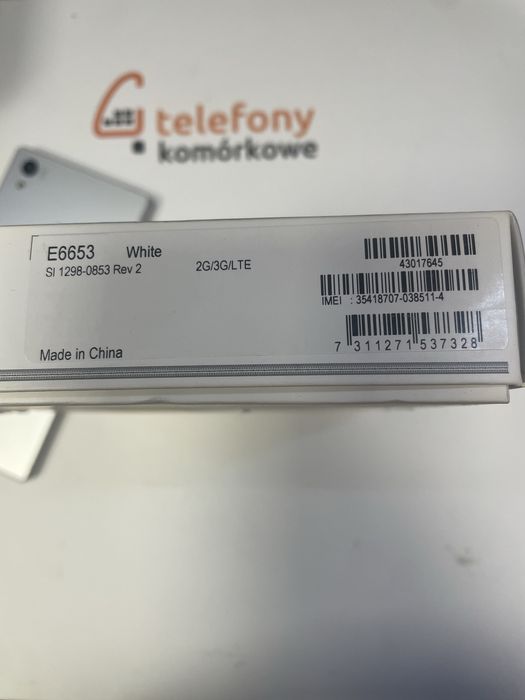 telefony
komórkowe
E6653 White
SI 1298-0853 Rev 2 2G/3G/LTE
43017645
IMEI : 35418707-038511-4
7 311271 537328
Made in China